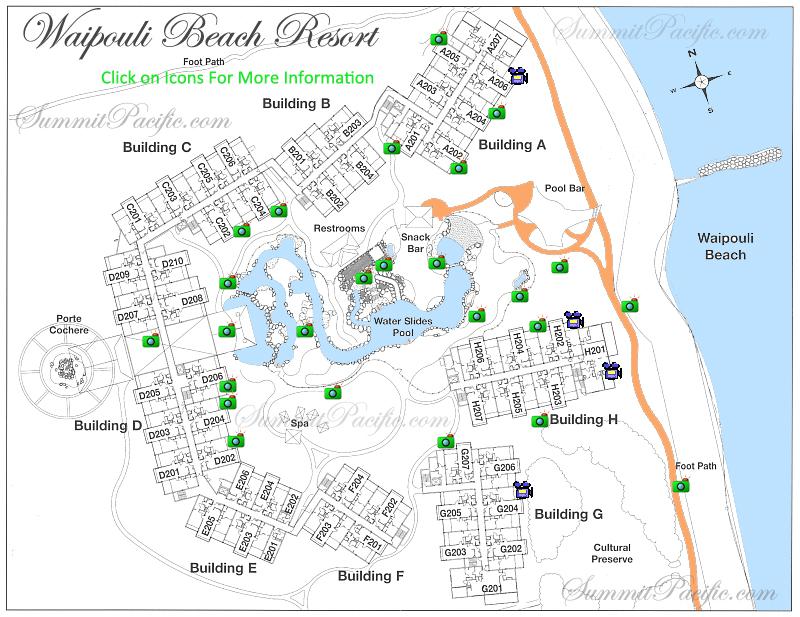 Waipouli Beach Resort
SummitPacific.com
Foot Path
Click on Icons For More Information
N
W
E
S
Building B
SummitPacific.com
Building C
Building A
A207
A205
A206
A203
A204
A201
A202
B203
B201
B204
B202
C206
C205
C203
C204
C201
C202
Pool Bar
Restrooms
Snack
Bar
Waipouli
Beach
D210
D209
D208
D207
Porte
Cochere
Water Slides
Pool
H202
H204
H206
H201
H203
H205
H207
D206
D205
D204
D203
D202
D201
Building D
SummitPacific.com
Spa
Building H
G207
G206
G205
G204
G203
G202
G201
Foot Path
Building G
E206
E204
E202
E205
E203
E201
F204
F202
F203
F201
Building E
Building F
Cultural
Preserve
SummitPacific.com